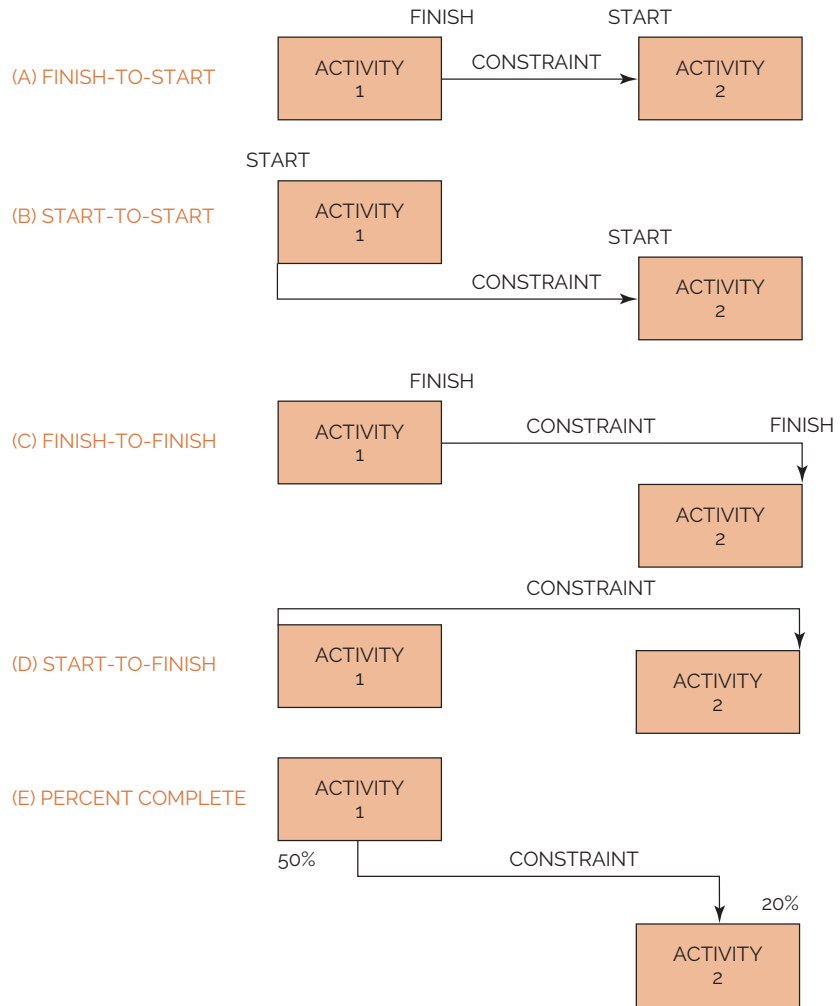 FINISH
START
(A) FINISH-TO-START
ACTIVITY
1
CONSTRAINT
ACTIVITY
2
START
(B) START-TO-START
ACTIVITY
1
START
CONSTRAINT
ACTIVITY
2
FINISH
(C) FINISH-TO-FINISH
ACTIVITY
1
CONSTRAINT
FINISH
ACTIVITY
2
CONSTRAINT
(D) START-TO-FINISH
ACTIVITY
1
ACTIVITY
2
(E) PERCENT COMPLETE
ACTIVITY
1
50%
CONSTRAINT
20%
ACTIVITY
2